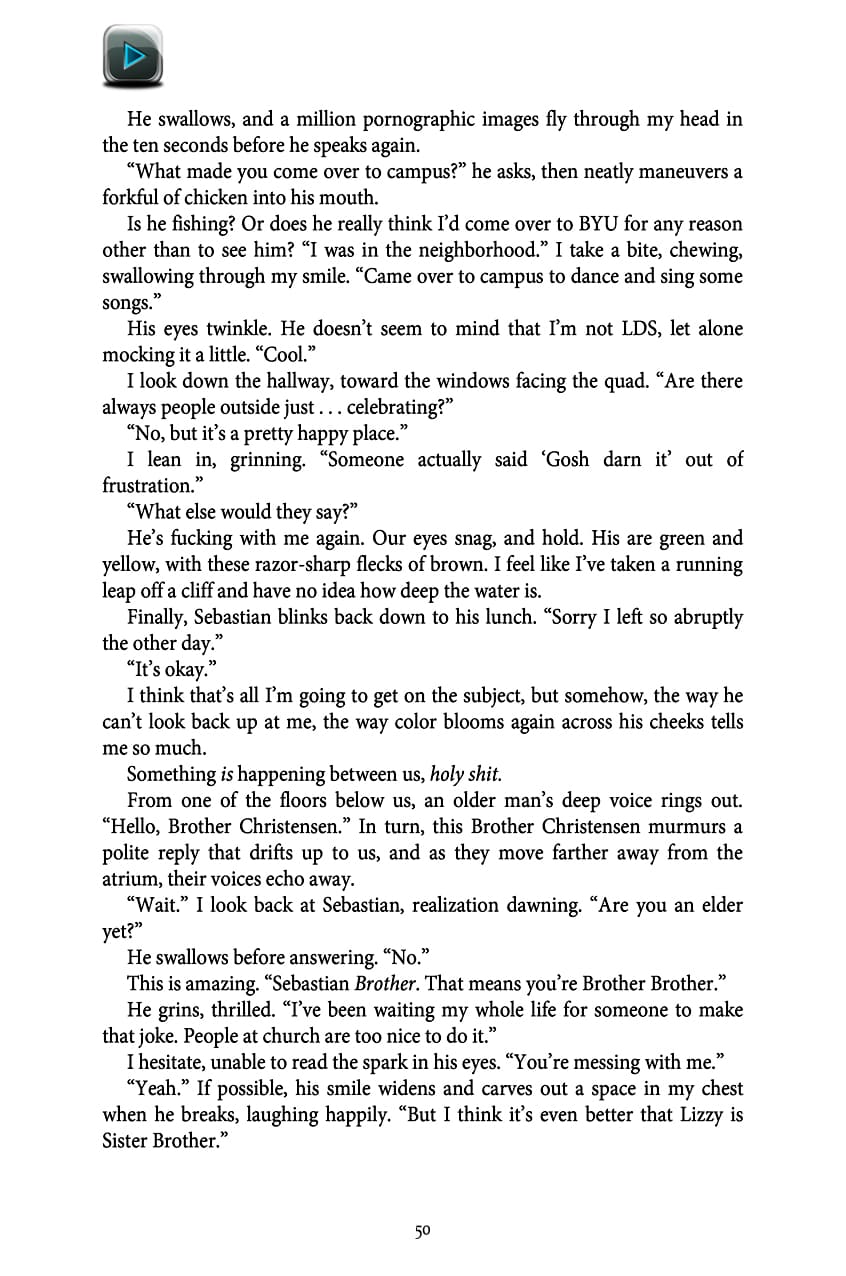 He swallows, and a million pornographic images fly through my head in
the ten seconds before he speaks again.
“What made you come over to campus?” he asks, then neatly maneuvers a
forkful of chicken into his mouth.
Is he fishing? Or does he really think I’d come over to BYU for any reason
other than to see him? “I was in the neighborhood.” I take a bite, chewing,
swallowing through my smile. “Came over to campus to dance and sing some
songs.”
His eyes twinkle. He doesn’t seem to mind that I’m not LDS, let alone
mocking it a little. “Cool.”
I look down the hallway, toward the windows facing the quad. “Are there
always people outside just . . . celebrating?”
“No, but it’s a pretty happy place.”
I lean in, grinning. “Someone actually said ‘Gosh darn it’ out of
frustration.”
“What else would they say?”
He’s fucking with me again. Our eyes snag, and hold. His are green and
yellow, with these razor-sharp flecks of brown. I feel like I’ve taken a running
leap off a cliff and have no idea how deep the water is.
Finally, Sebastian blinks back down to his lunch. “Sorry I left so abruptly
the other day.”
“It’s okay.”
I think that’s all I’m going to get on the subject, but somehow, the way he
can’t look back up at me, the way color blooms again across his cheeks tells
me so much.
Something is happening between us, holy shit.
From one of the floors below us, an older man’s deep voice rings out.
“Hello, Brother Christensen.” In turn, this Brother Christensen murmurs a
polite reply that drifts up to us, and as they move farther away from the
atrium, their voices echo away.
“Wait.” I look back at Sebastian, realization dawning. “Are you an elder
yet?”
He swallows before answering. “No.”
This is amazing. “Sebastian Brother. That means you’re Brother Brother.”
He grins, thrilled. “I’ve been waiting my whole life for someone to make
that joke. People at church are too nice to do it.”
I hesitate, unable to read the spark in his eyes. “You’re messing with me.”
“Yeah.” If possible, his smile widens and carves out a space in my chest
when he breaks, laughing happily. “But I think it’s even better that Lizzy is
Sister Brother.”
50